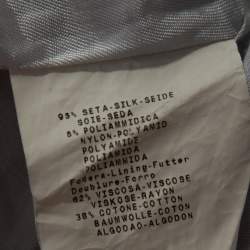 95% SETA-SILK-SEIDE
SOIE-SEDA
5% POLIAMMIDICA
NYLON-POLYAMID
POLYAMIDE
POLIAMIDA
POLIAMIDA
Fodera-Lining-Futter
Doublure-Forro
62% VISCOSA-VISCOSE
VISKOSE-RAYON
38% COTONE-COTTON
BAUMWOLLE-COTON
ALGODAO-ALGODON